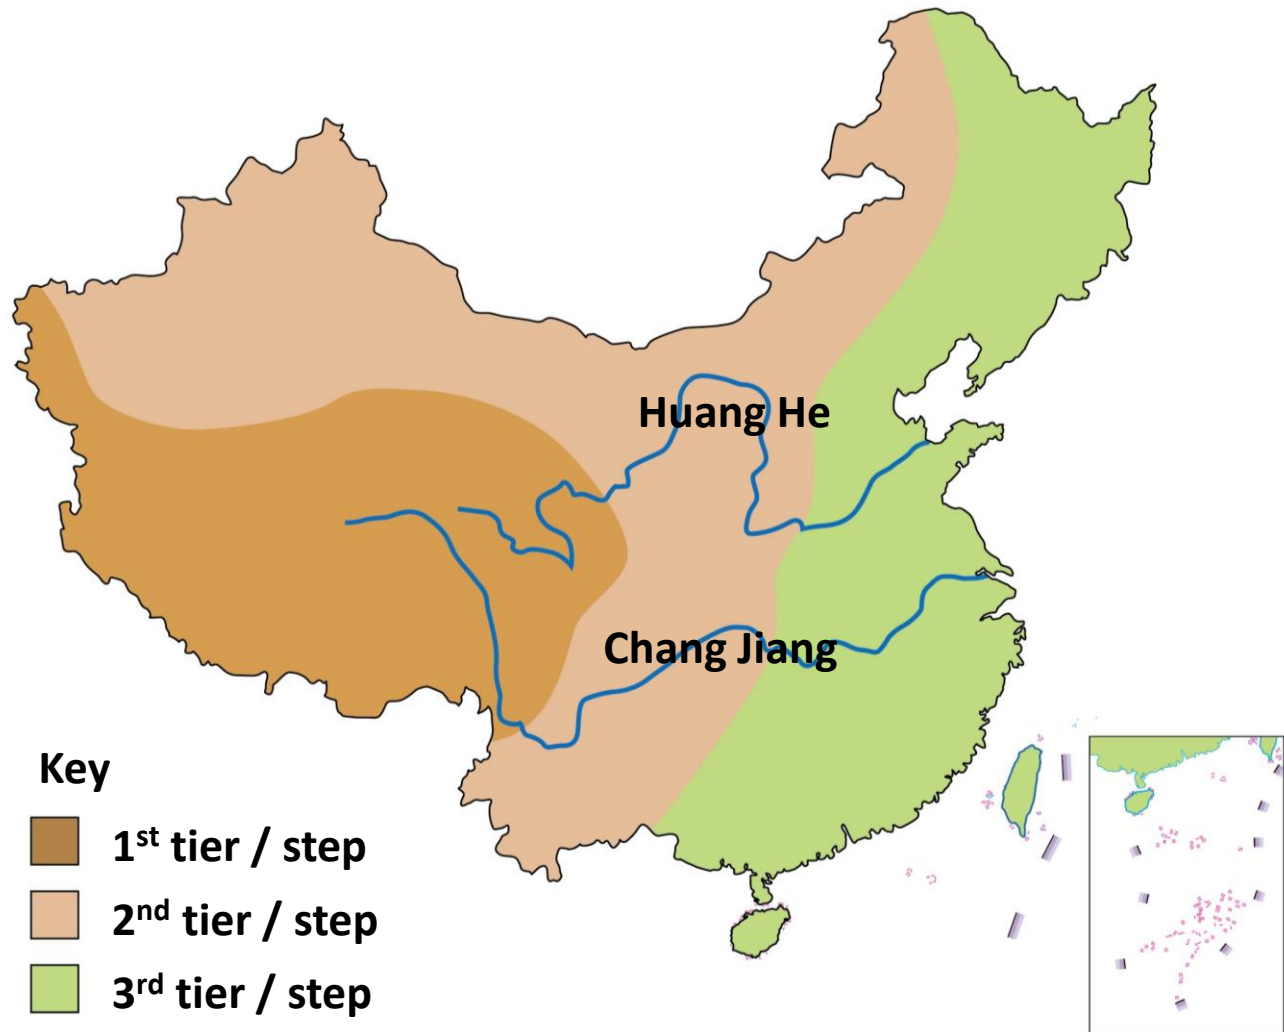 Huang He
Chang Jiang
Key
1st tier / step
2nd tier / step
3rd tier / step